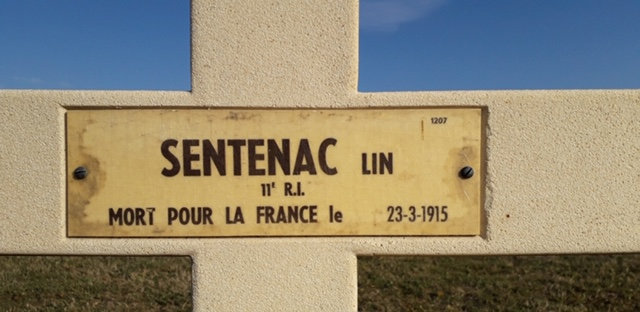 1207
SENTENAC LIN
11ᵉ R.I.
MORT POUR LA FRANCE le 23-3-1915